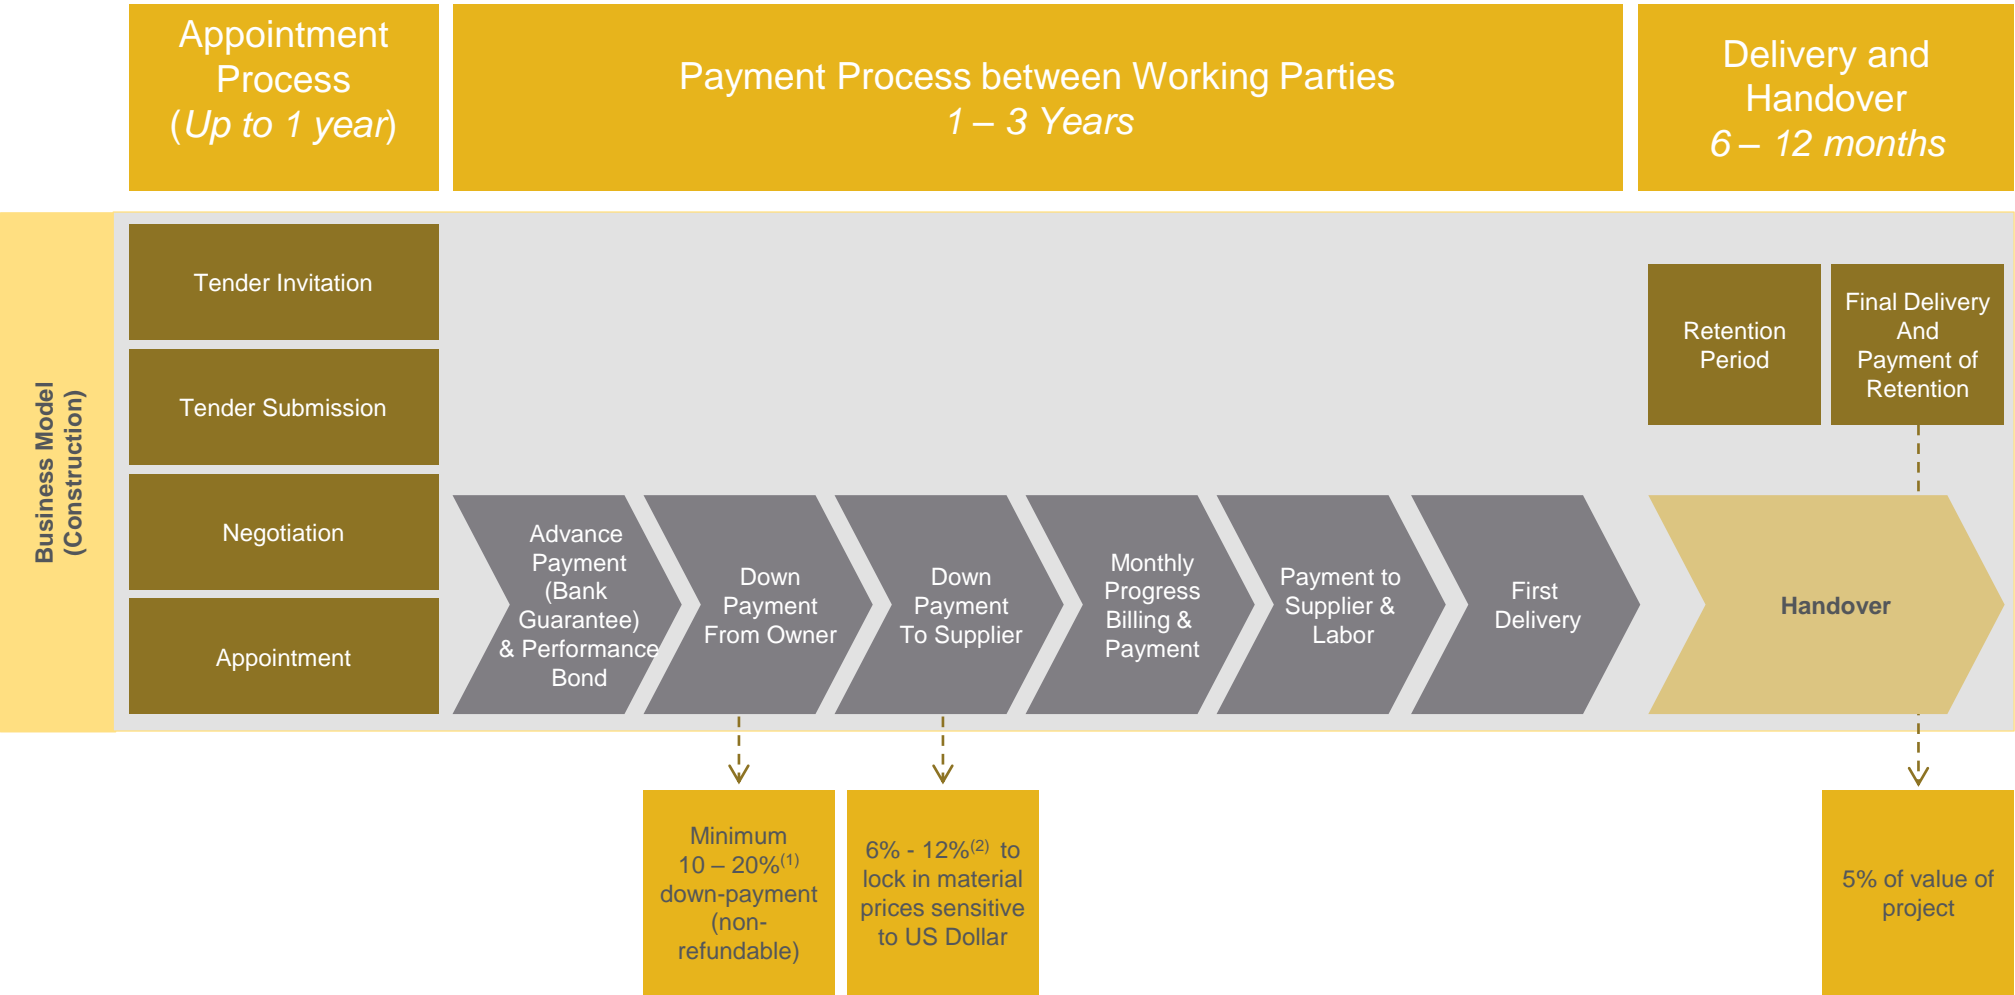 Appointment
Process
(Up to 1 year)
Payment Process between Working Parties
1 – 3 Years
Delivery and
Handover
6 – 12 months
Business Model
(Construction)
Tender Invitation
Tender Submission
Negotiation
Appointment
Retention
Period
Final Delivery
And
Payment of
Retention
Advance
Payment
(Bank
Guarantee)
& Performance
Bond
Down
Payment
From Owner
Down
Payment
To Supplier
Monthly
Progress
Billing &
Payment
Payment to
Supplier &
Labor
First
Delivery
Handover
Minimum
10 – 20%(1)
down-payment
(non-
refundable)
6% - 12%(2) to
lock in material
prices sensitive
to US Dollar
5% of value of
project